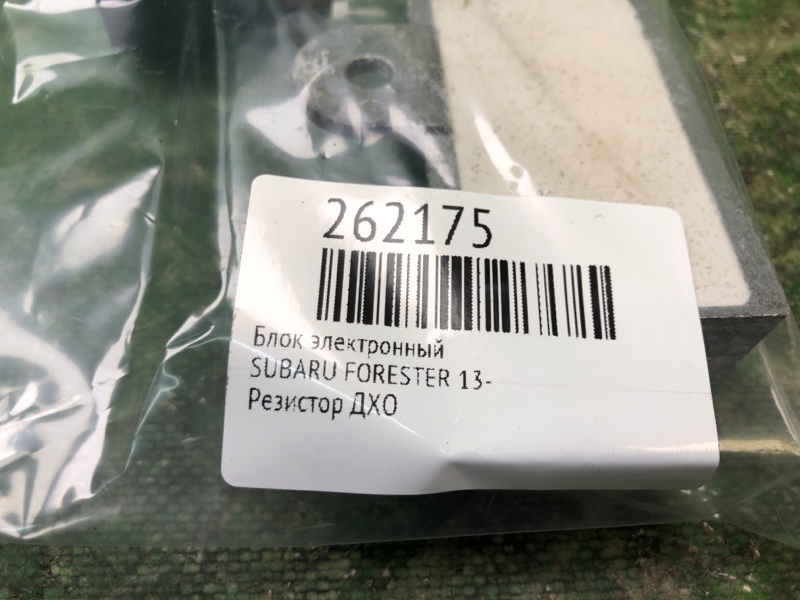 262175
Блок электронный
SUBARU FORESTER 13-
Резистор ДХО